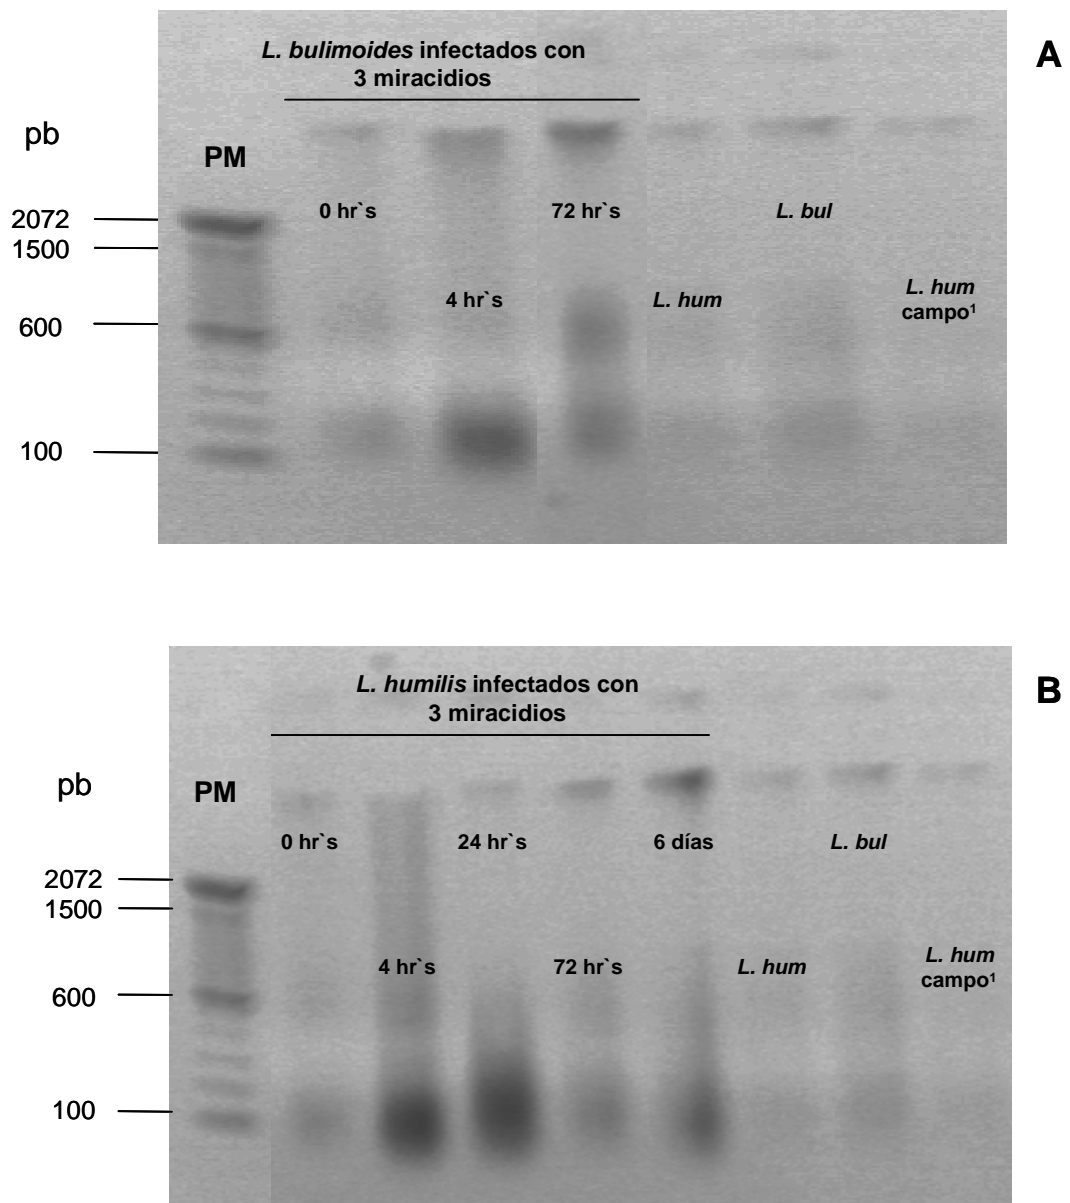 A
L. bulimoides infectados con
3 miracidios
pb
PM
0 hr`s
72 hr`s
L. bul
2072
1500
4 hr`s
L. hum
L. hum
campo¹
600
100
B
L. humilis infectados con
3 miracidios
pb
PM
0 hr`s
24 hr`s
6 días
L. bul
2072
1500
4 hr`s
72 hr`s
L. hum
L. hum
campo¹
600
100